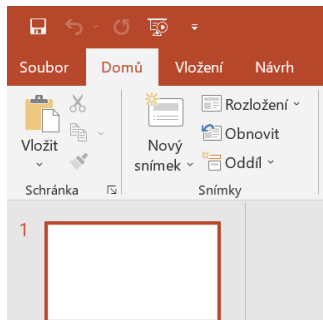 Soubor Domů Vložení Návrh
Vložit
Nový
snímek
Rozložení
Obnovit
Oddíl
Schránka Snímky
1